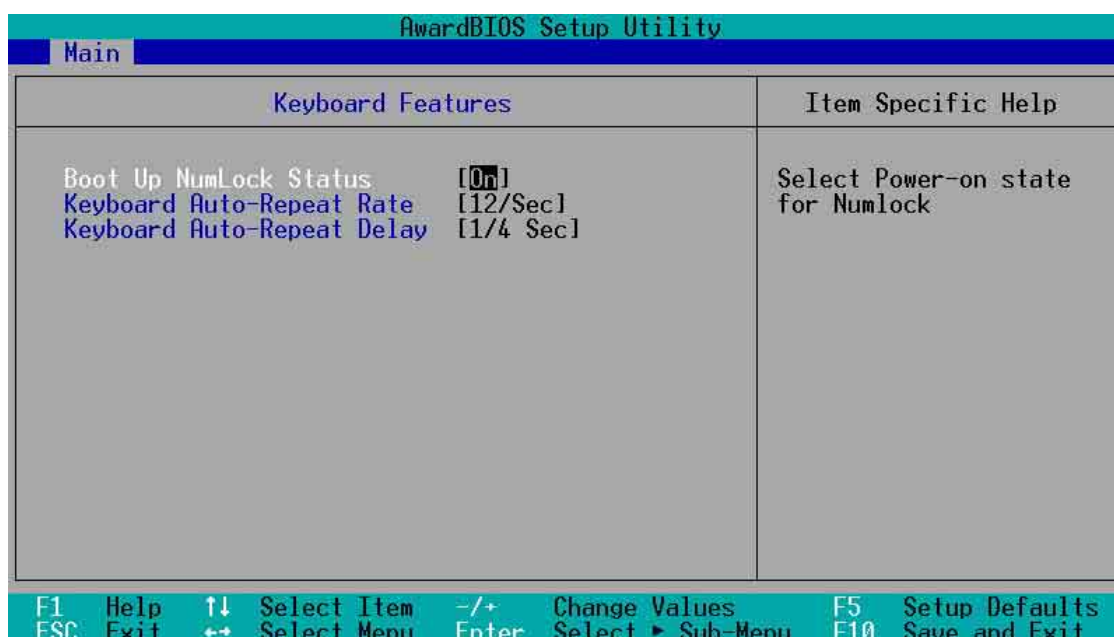 AwardBIOS Setup Utility
Main
Keyboard Features
Item Specific Help
Boot Up NumLock Status [On]
Keyboard Auto-Repeat Rate [12/Sec]
Keyboard Auto-Repeat Delay [1/4 Sec]
Select Power-on state
for Numlock
F1 Help ↑↓ Select Item -/+ Change Values F5 Setup Defaults
ESC Exit ←→ Select Menu Enter Select ► Sub-Menu F10 Save and Exit